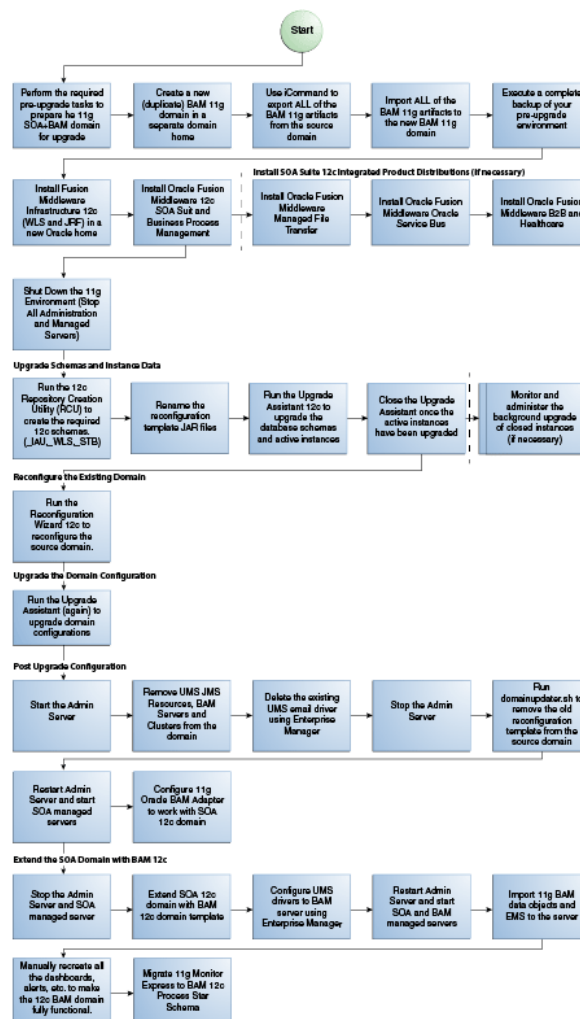 Start
Perform the required
pre-upgrade tasks to
prepare he 11g
SOA+BAM domain
for upgrade
Create a new
(duplicate) BAM 11g
domain in a
separate domain
home
Use iCommand to
export ALL of the
BAM 11g artifacts
from the source
domain
Import ALL of the
BAM 11g artifacts to
the new BAM 11g
domain
Execute a complete
backup of your
pre-upgrade
environment
Install SOA Suite 12c Integrated Product Distributions (if necessary)
Install Fusion
Middleware
Infrastructure 12c
(WLS and JRF) in a
new Oracle home
Install Oracle Fusion
Middleware 12c
SOA Suit and
Business Process
Management
Install Oracle Fusion
Middleware
Managed File
Transfer
Install Oracle Fusion
Middleware Oracle
Service Bus
Install Oracle Fusion
Middleware B2B and
Healthcare
Shut Down the 11g
Environment (Stop
All Administration
and Managed
Servers)
Upgrade Schemas and Instance Data
Run the 12c
Repository Creation
Utility (RCU) to
create the required
12c schemas.
(_IAU,_WLS,_STB)
Rename the
reconfiguration
template JAR files
Run the Upgrade
Assistant 12c to
upgrade the
database schemas
and active instances
Close the Upgrade
Assistant once the
active instances
have been upgraded
Monitor and
administer the
background upgrade
of closed instances
(if necessary)
Reconfigure the Existing Domain
Run the
Reconfiguration
Wizard 12c to
reconfigure the
source domain.
Upgrade the Domain Configuration
Run the Upgrade
Assistant (again) to
upgrade domain
configurations
Post Upgrade Configuration
Start the Admin
Server
Remove UMS JMS
Resources, BAM
Servers and
Clusters from the
domain
Delete the existing
UMS email driver
using Enterprise
Manager
Stop the Admin
Server
Run
domainupdater.sh to
remove the old
reconfiguration
template from the
source domain
Restart Admin
Server and start
SOA managed
servers
Configure 11g
Oracle BAM Adapter
to work with SOA
12c domain
Extend the SOA Domain with BAM 12c
Stop the Admin
Server and SOA
managed server
Extend SOA 12c
domain with BAM
12c domain template
Configure UMS
drivers to BAM
server using
Enterprise Manager
Restart Admin
Server and start
SOA and BAM
managed servers
Import 11g BAM
data objects and
EMS to the server
Manually recreate all
the dashboards,
alerts, etc. to make
the 12c BAM domain
fully functional.
Migrate 11g Monitor
Express to BAM 12c
Process Star
Schema